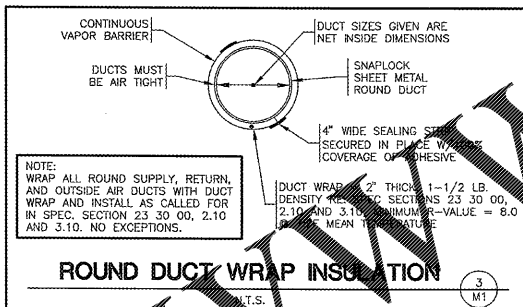 CONTINUOUS
VAPOR BARRIER
DUCT SIZES GIVEN ARE
NET INSIDE DIMENSIONS
DUCTS MUST
BE AIR TIGHT
SNAPLOCK
SHEET METAL
ROUND DUCT
4" WIDE SEALING
SECURED IN PLACE
COVERAGE OF ADHESIVE
NOTE:
WRAP ALL ROUND SUPPLY, RETURN,
AND OUTSIDE AIR DUCTS WITH DUCT
WRAP AND INSTALL AS CALLED FOR
IN SPEC. SECTION 23 30 00, 2.10
AND 3.10. NO EXCEPTIONS.
DUCT WRAP 2" THICK, 1-1/2 LB.
DENSITY SPEC SECTIONS 23 30 00,
2.10 AND 3.10. MINIMUM R-VALUE = 8.0
MEAN TEMPERATURE
ROUND DUCT WRAP INSULATION
N.T.S.
3
M1